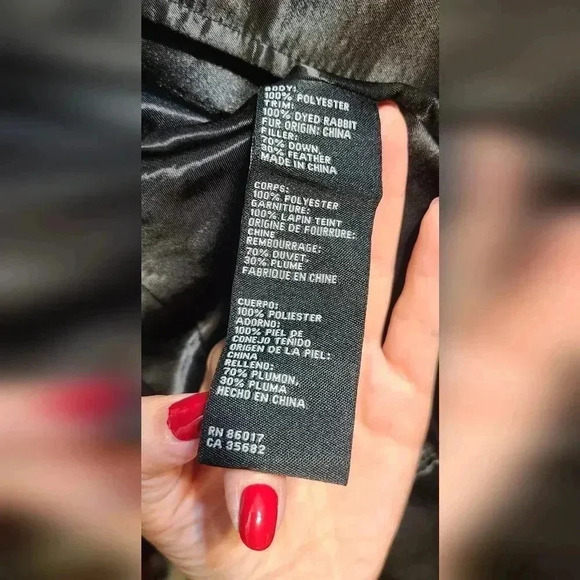 BODY:
100% POLYESTER
TRIM:
100% DYED RABBIT
FUR ORIGIN: CHINA
FILLER:
70% DOWN,
30% FEATHER
MADE IN CHINA
CORPS:
100% POLYESTER
GARNITURE:
100% LAPIN TEINT
ORIGINE DE FOURRURE:
CHINE
REMBOURRAGE:
70% DUVET,
30% PLUME
FABRIQUE EN CHINE
CUERPO:
100% POLIESTER
ADORNO:
100% PIEL DE
CONEJO TEÑIDO
ORIGEN DE LA PIEL:
CHINA
RELLENO:
70% PLUMON,
30% PLUMA
HECHO EN CHINA
RN 86017
CA 35682